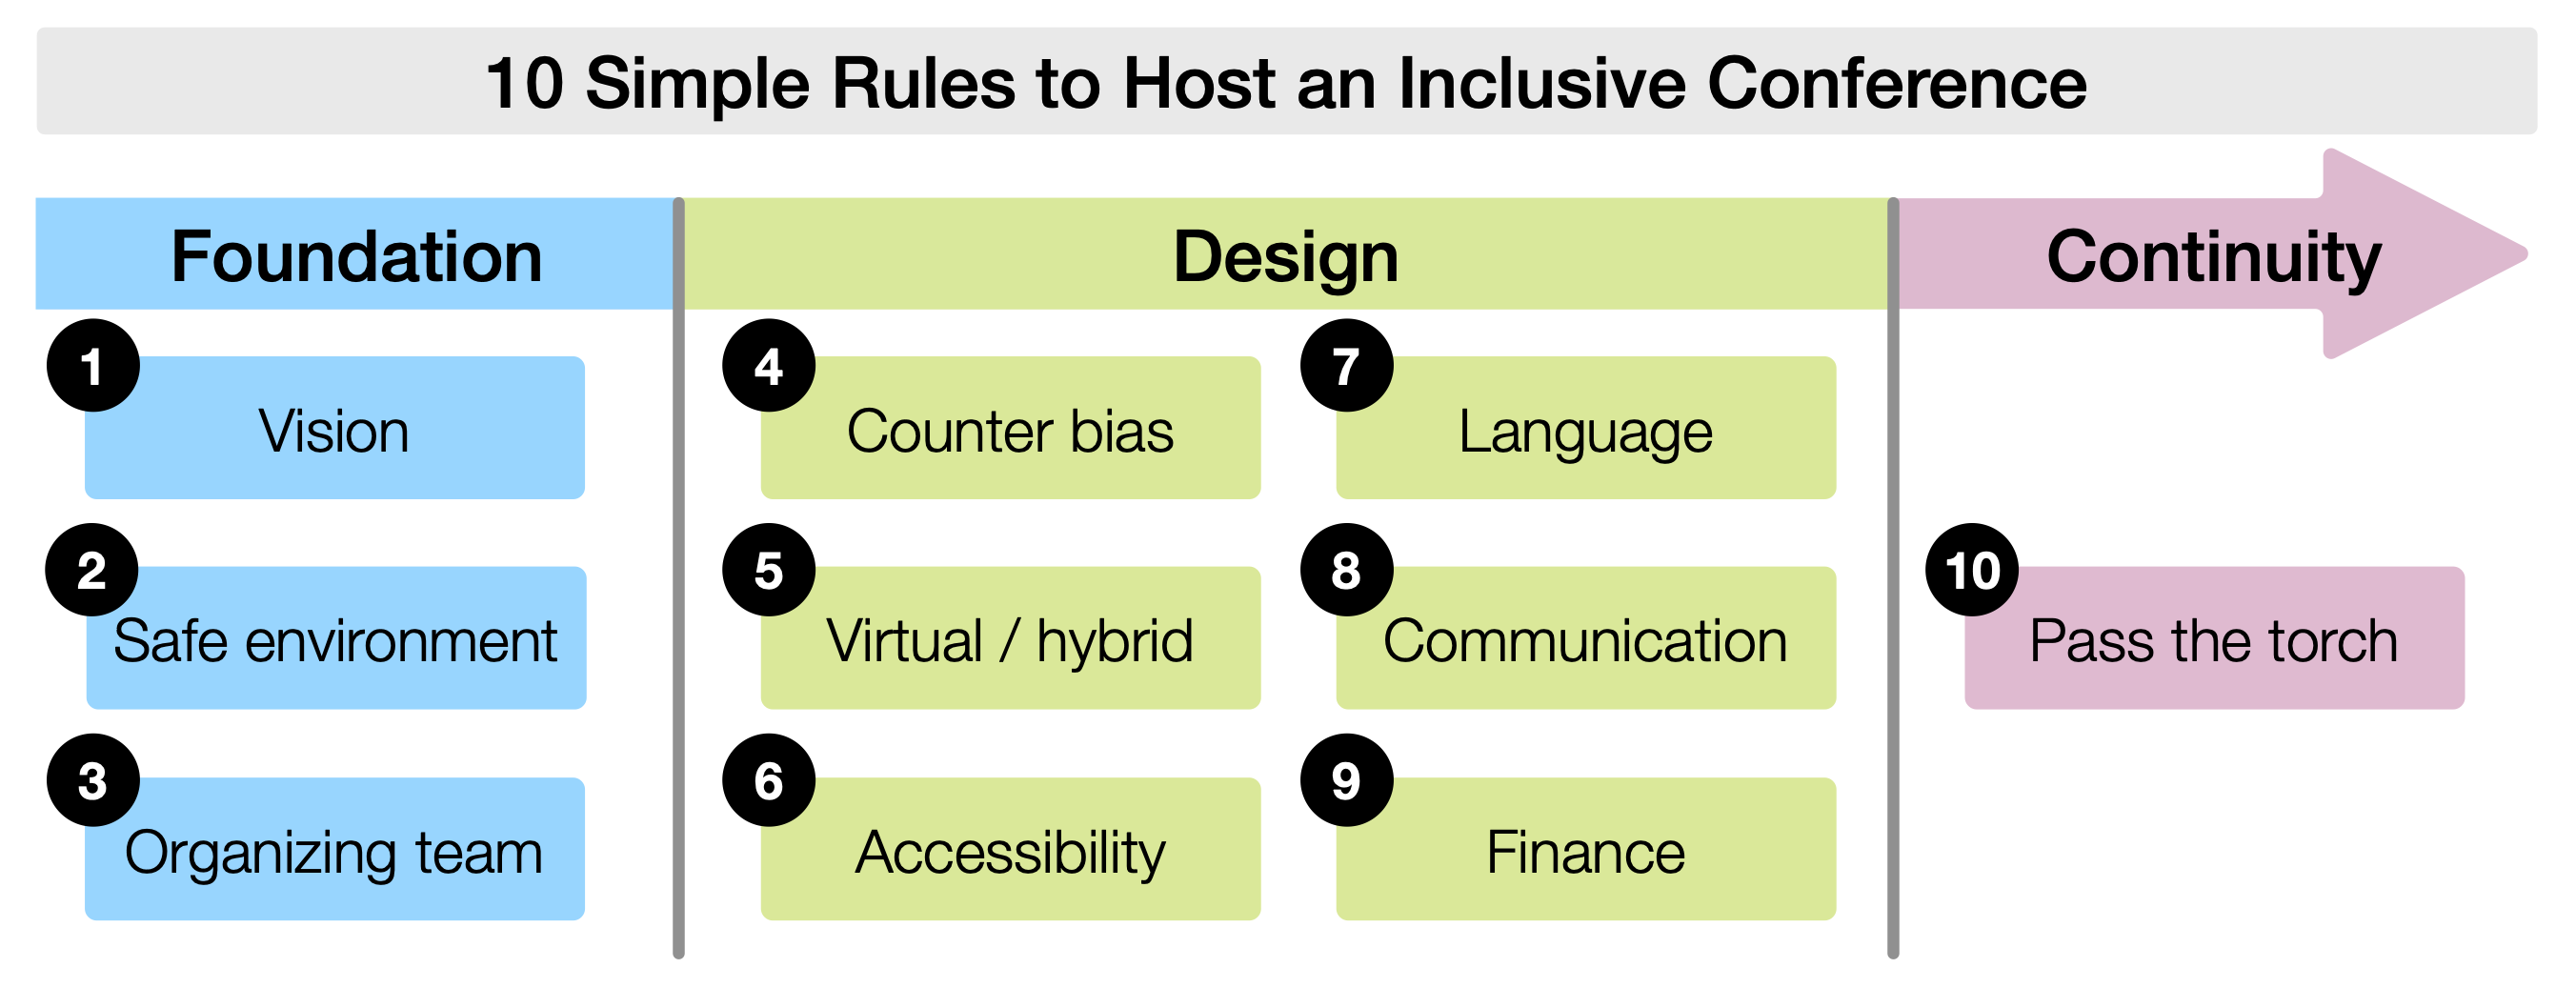 10 Simple Rules to Host an Inclusive Conference
Foundation
1
Vision
2
Safe environment
3
Organizing team
Design
4
Counter bias
5
Virtual / hybrid
6
Accessibility
7
Language
8
Communication
9
Finance
Continuity
10
Pass the torch